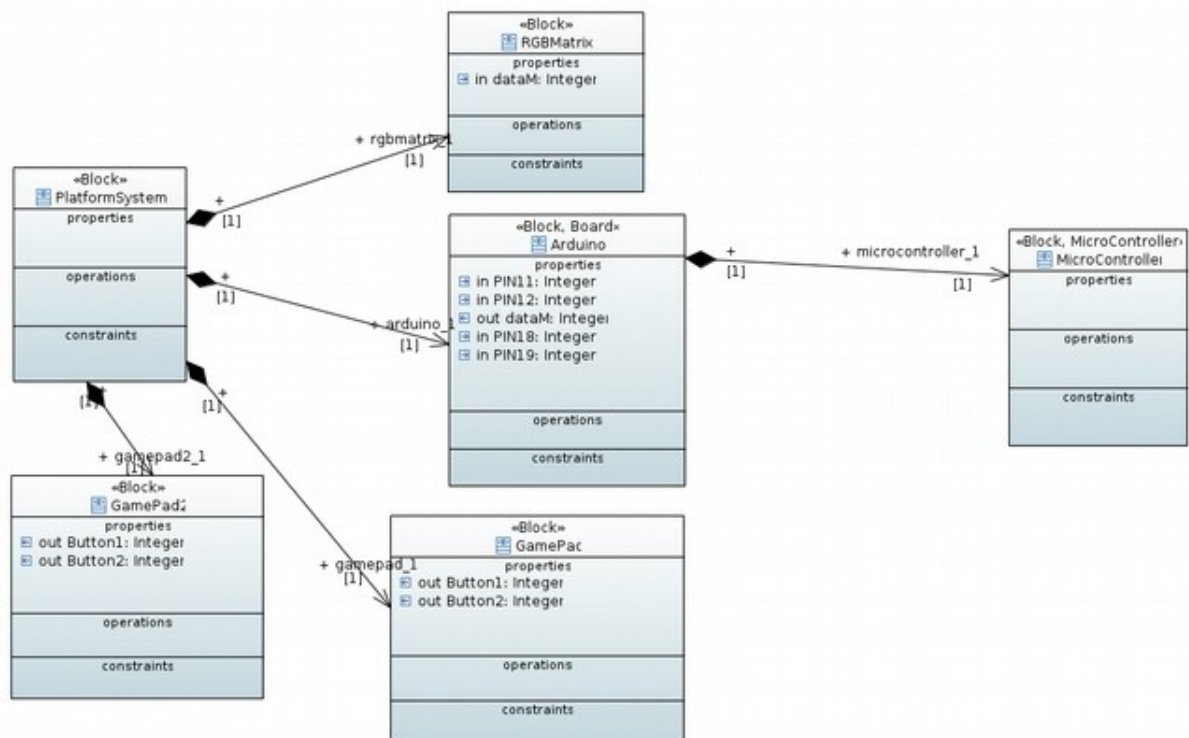 «Block»
RGBMatrix
properties
in dataM: Integer
operations
constraints
+ rgbmatrix_1
[1]
+
[1]
«Block»
PlatformSystem
properties
operations
constraints
«Block, Board»
Arduino
properties
in PIN11: Integer
in PIN12: Integer
out dataM: Integer
in PIN18: Integer
in PIN19: Integer
operations
constraints
+
[1]
+ arduino_1
[1]
+
[1]
+ microcontroller_1
[1]
«Block, MicroController»
MicroController
properties
operations
constraints
+
[1]
+ gamepad2_1
[1]
«Block»
GamePad2
properties
out Button1: Integer
out Button2: Integer
operations
constraints
+
[1]
+ gamepad_1
[1]
«Block»
GamePad
properties
out Button1: Integer
out Button2: Integer
operations
constraints